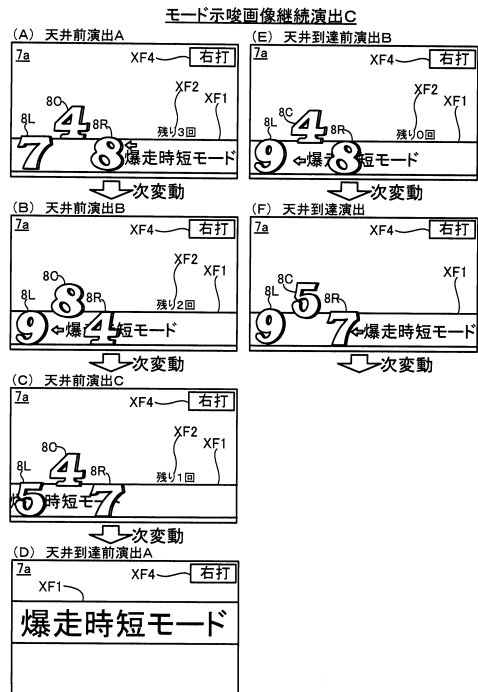 モード示唆画像継続演出C
(A) 天井前演出A
7a
XF4
右打
XF2
XF1
8L
8C
8R
残り3回
7 4 8
⇐爆走時短モード
次変動
(B) 天井前演出B
7a
XF4
右打
XF2
XF1
8L
8C
8R
残り2回
9 8 4
←爆 短モード
次変動
(C) 天井前演出C
7a
XF4
右打
XF2
XF1
8L
8C
8R
残り1回
5 4 7
時短モ
次変動
(D) 天井到達前演出A
7a
XF4
右打
XF1
爆走時短モード
(E) 天井到達前演出B
7a
XF4
右打
XF2
XF1
8L
8C
8R
残り0回
9 4 8
←爆 短モード
次変動
(F) 天井到達演出
7a
XF4
右打
XF1
8L
8C
8R
9 5 7
←爆走時短モード
次変動